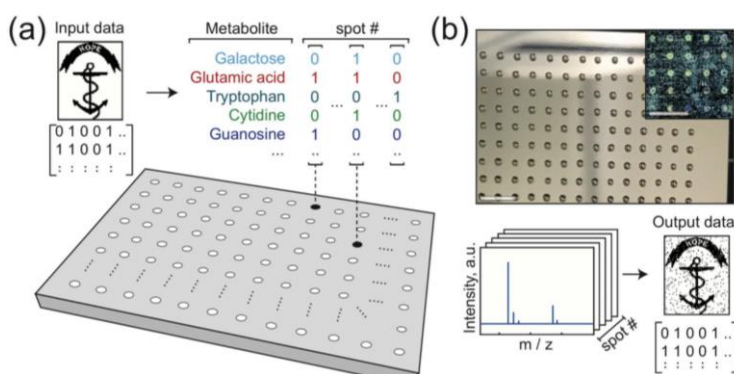 (a)
Input data
HOPE
0 1 0 0 1 ..
1 1 0 0 1 ..
: : : : :
Metabolite spot #
Galactose 0 1 0
Glutamic acid 1 1 0
Tryptophan 0 ... 0 ... 1
Cytidine 0 1 0
Guanosine 1 0 0
... .. .. ..
(b)
Intensity, a.u.
m / z
spot #
Output data
HOPE
0 1 0 0 1 ..
1 1 0 0 1 ..
: : : : :